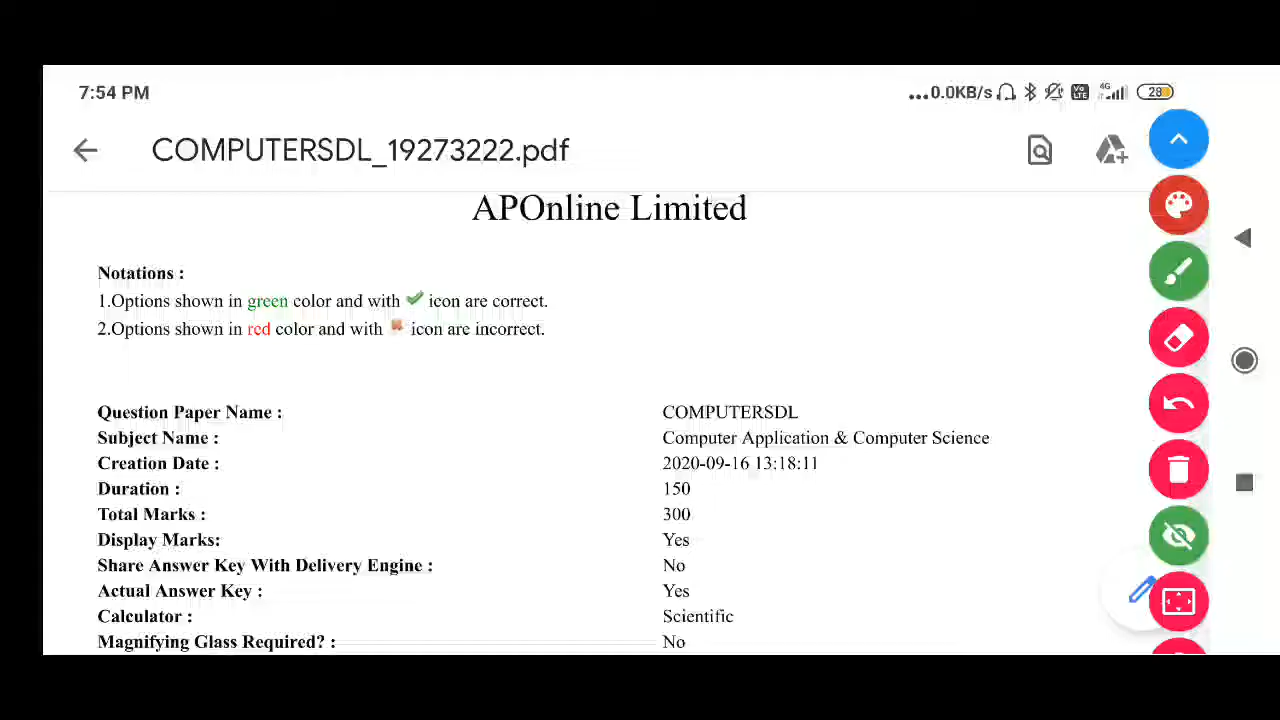 7:54 PM ...0.0KB/s Vo LTE 4G 28
COMPUTERSDL_19273222.pdf
APOnline Limited
Notations :
1.Options shown in green color and with icon are correct.
2.Options shown in red color and with icon are incorrect.
Question Paper Name : COMPUTERSDL
Subject Name : Computer Application & Computer Science
Creation Date : 2020-09-16 13:18:11
Duration : 150
Total Marks : 300
Display Marks: Yes
Share Answer Key With Delivery Engine : No
Actual Answer Key : Yes
Calculator : Scientific
Magnifying Glass Required? : No